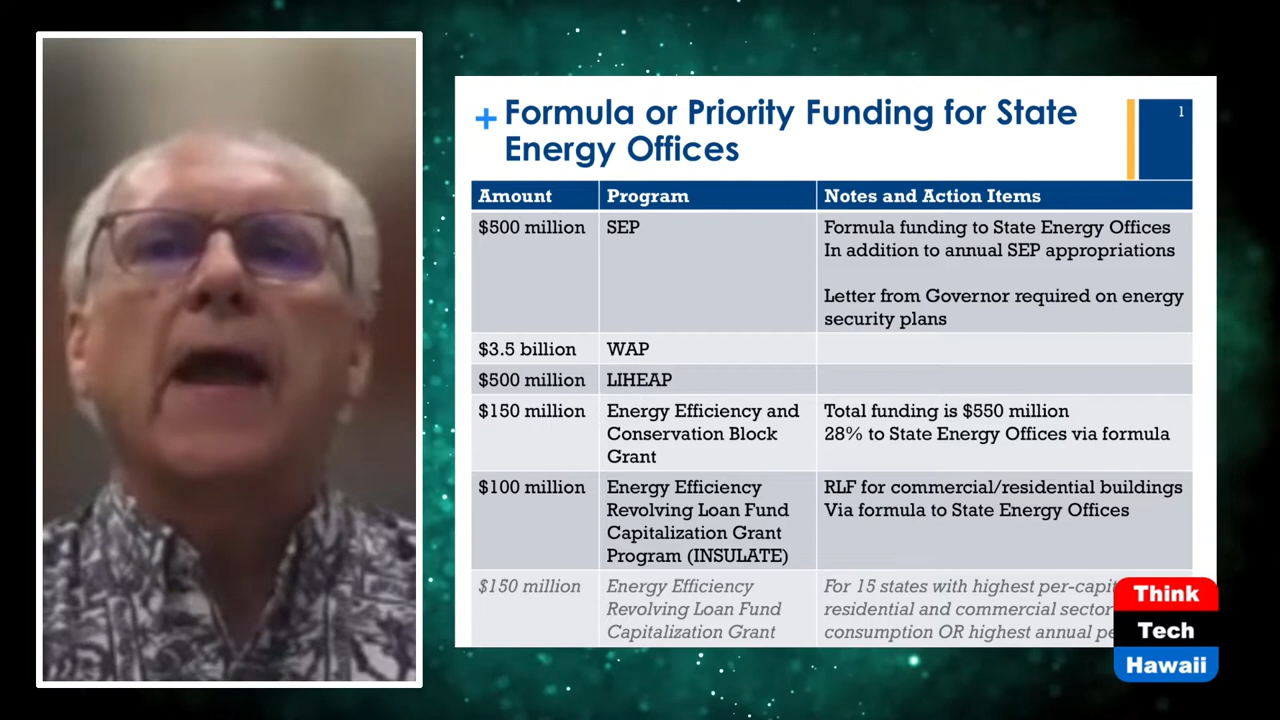 + Formula or Priority Funding for State
Energy Offices
1
Amount Program Notes and Action Items
$500 million SEP Formula funding to State Energy Offices
In addition to annual SEP appropriations
Letter from Governor required on energy
security plans
$3.5 billion WAP
$500 million LIHEAP
$150 million Energy Efficiency and Total funding is $550 million
Conservation Block 28% to State Energy Offices via formula
Grant
$100 million Energy Efficiency RLF for commercial/residential buildings
Revolving Loan Fund Via formula to State Energy Offices
Capitalization Grant
Program (INSULATE)
$150 million Energy Efficiency For 15 states with highest per-capit
Revolving Loan Fund residential and commercial sector
Capitalization Grant consumption OR highest annual pe
Think
Tech
Hawaii